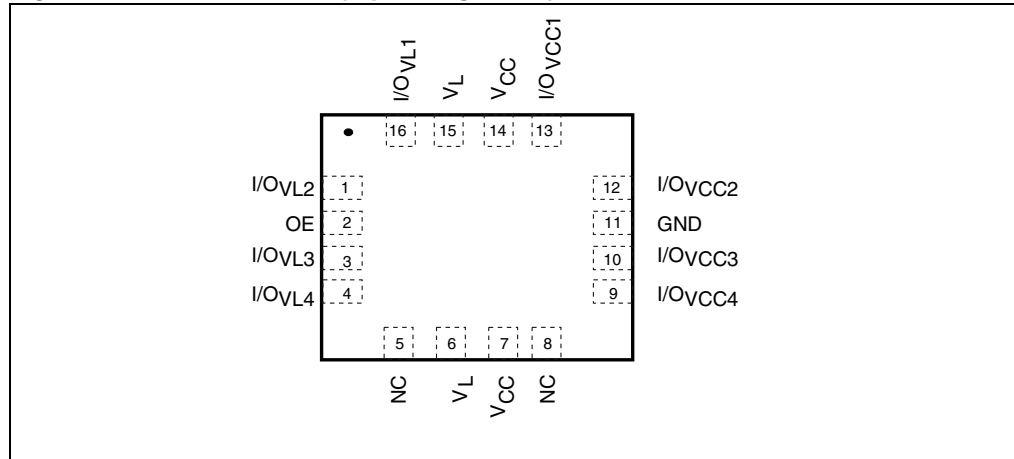 I/OVL1 VL VCC I/OVCC1
16 15 14 13
I/OVL2 1 12 I/OVCC2
OE 2 11 GND
I/OVL3 3 10 I/OVCC3
I/OVL4 4 9 I/OVCC4
5 6 7 8
NC VL VCC NC